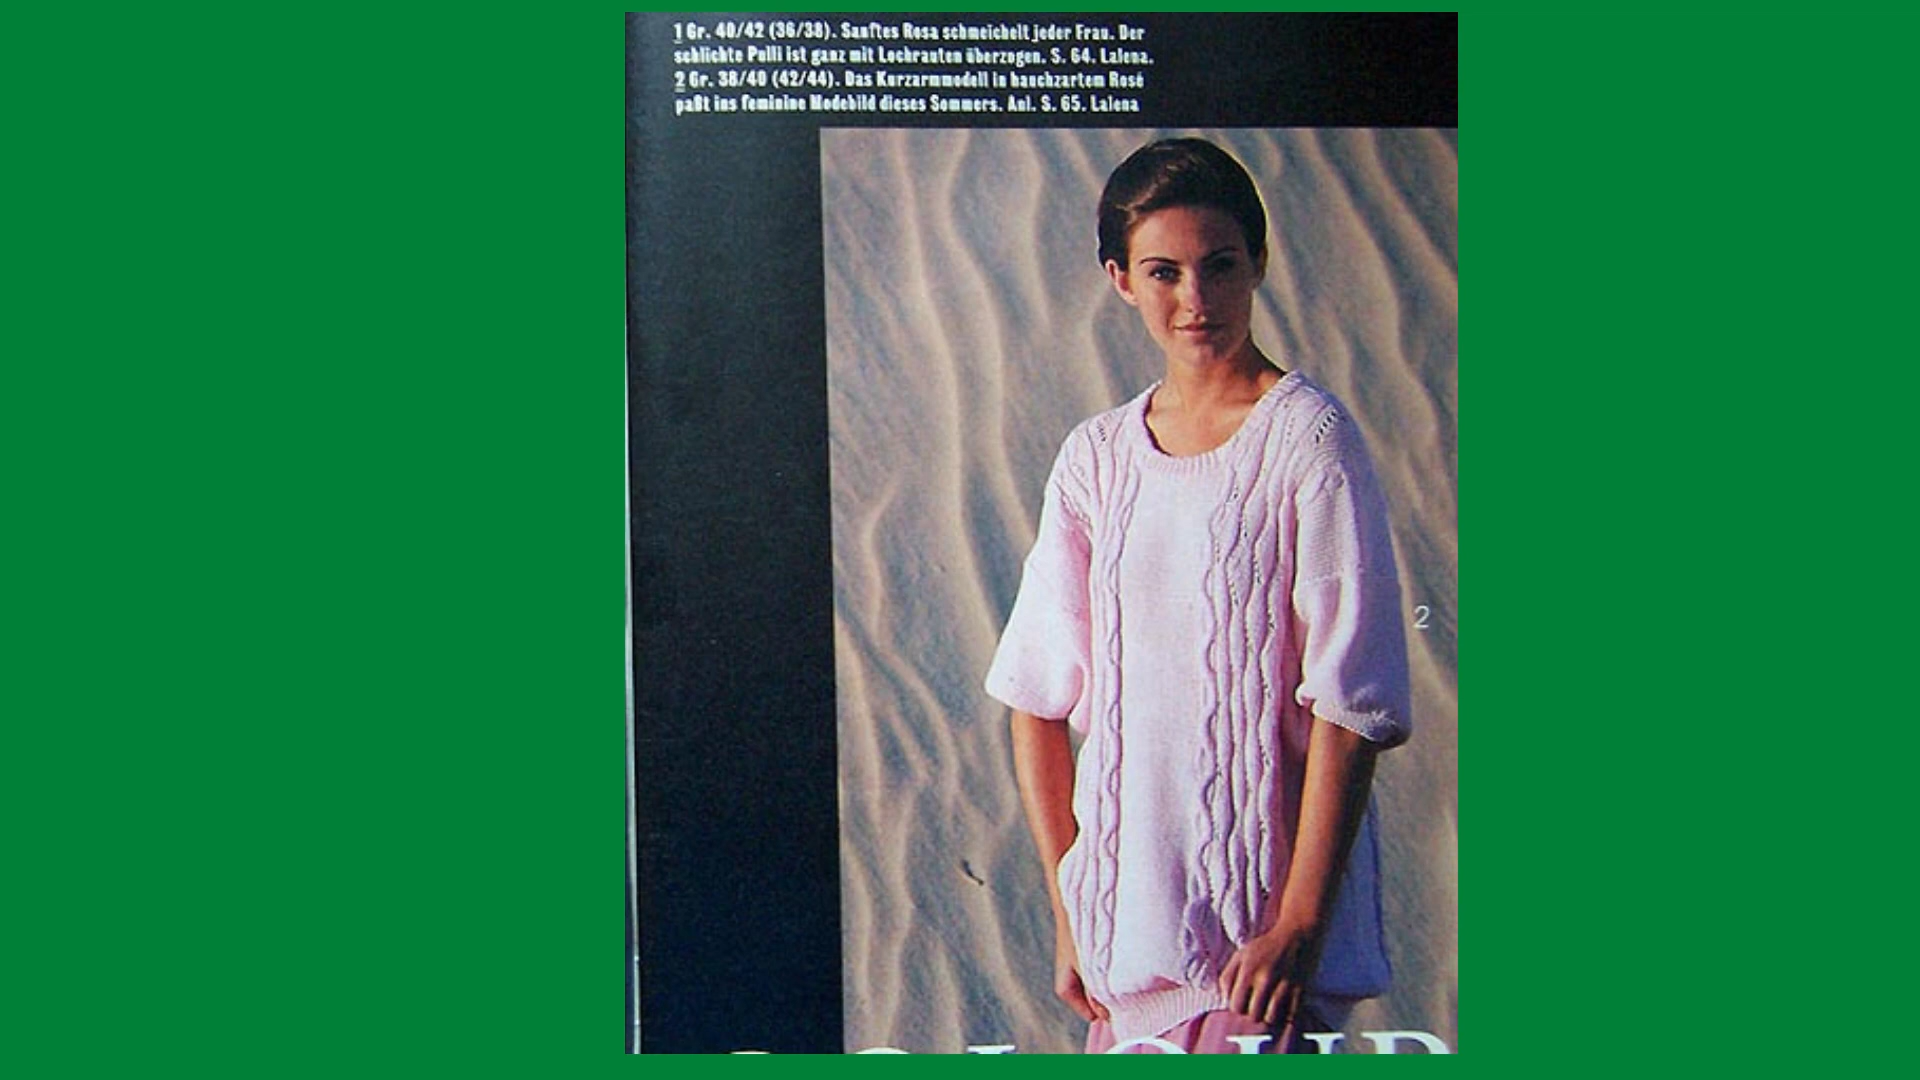 1 Gr. 40/42 (36/38). Sanftes Rosa schmeichelt jeder Frau. Der
schlichte Pulli ist ganz mit Lochrauten überzogen. S. 64. Lalena.
2 Gr. 38/40 (42/44). Das Kurzarmmodell in hauchzartem Rosé
paßt ins feminine Modebild dieses Sommers. Anl. S. 65. Lalena
2